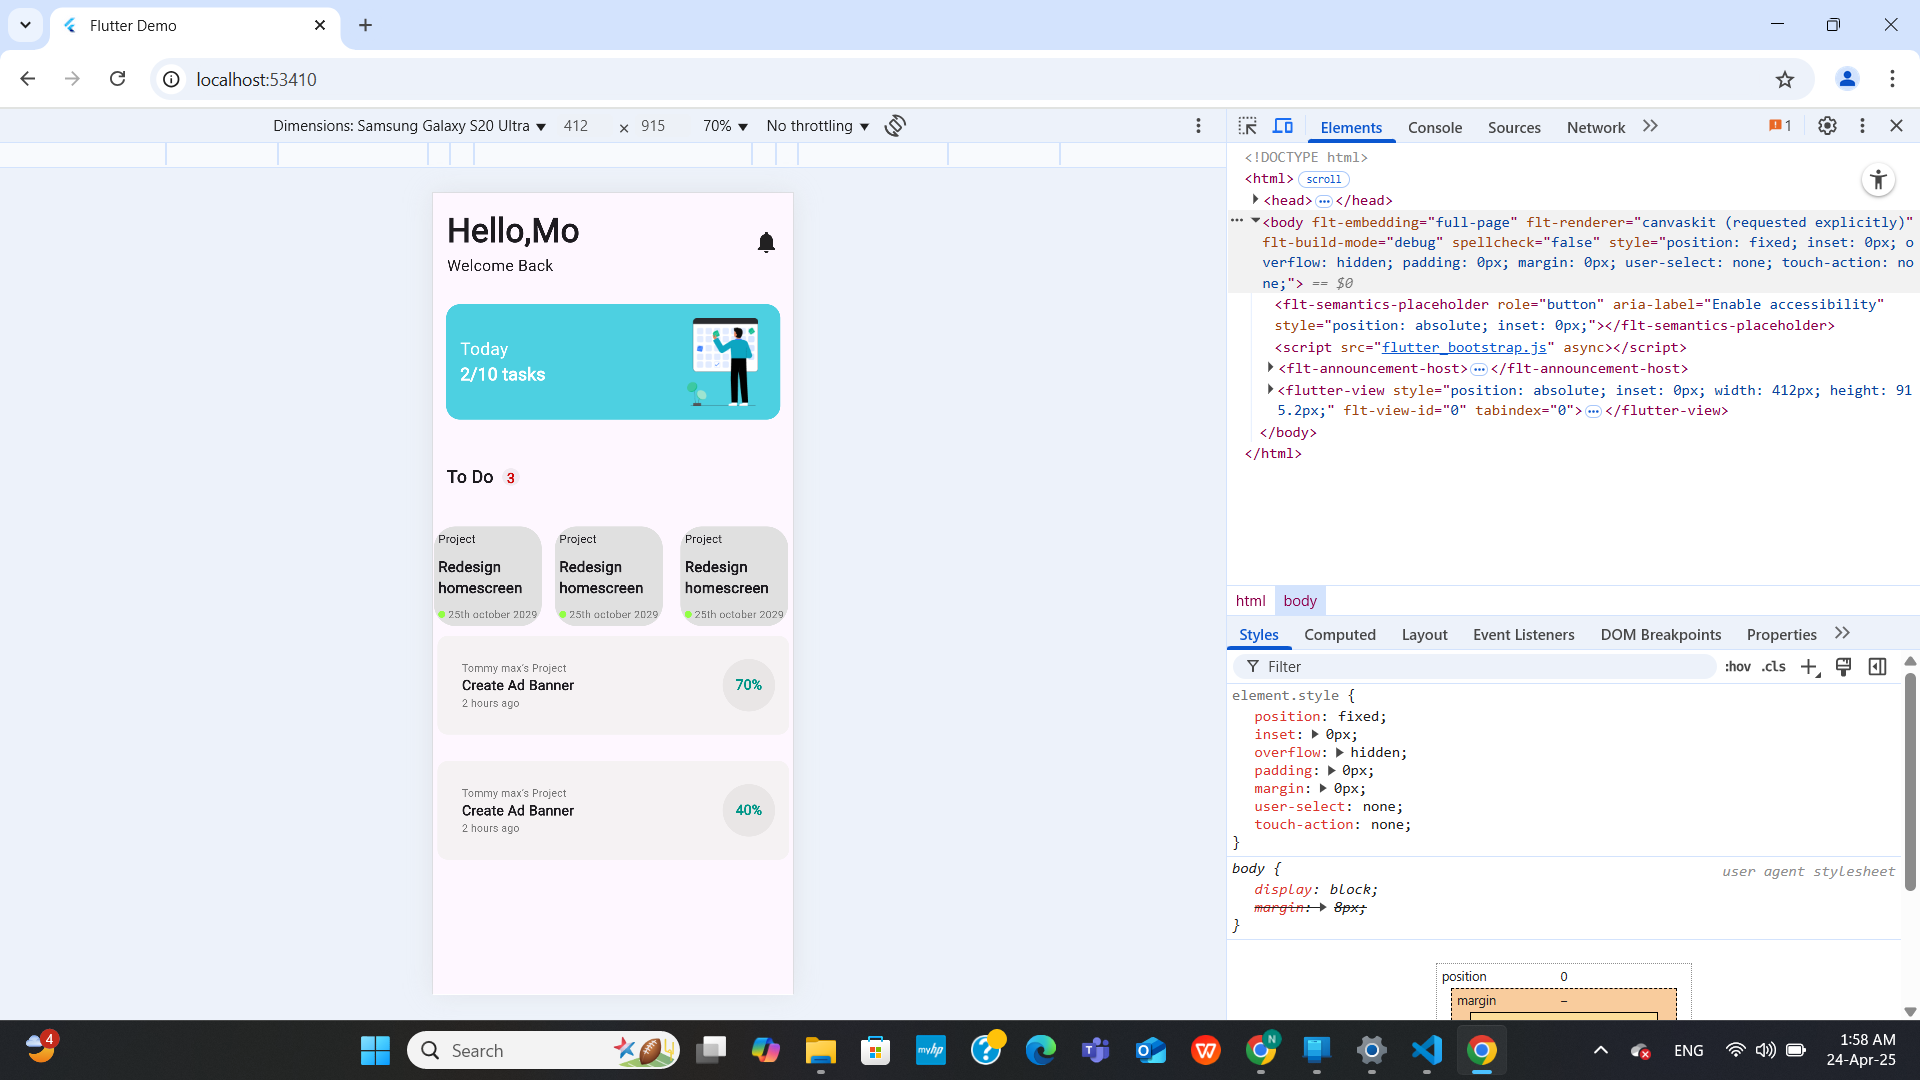 Flutter Demo
localhost:53410
Dimensions: Samsung Galaxy S20 Ultra 412 × 915 70% No throttling
Hello,Mo
Welcome Back
Today
2/10 tasks
To Do 3
Project
Redesign
homescreen
25th october 2029
Project
Redesign
homescreen
25th october 2029
Project
Redesign
homescreen
25th october 2029
Tommy max's Project
Create Ad Banner
2 hours ago
70%
Tommy max's Project
Create Ad Banner
2 hours ago
40%
Elements Console Sources Network 1
<!DOCTYPE html>
<html> scroll
<head> ··· </head>
··· <body flt-embedding="full-page" flt-renderer="canvaskit (requested explicitly)"
flt-build-mode="debug" spellcheck="false" style="position: fixed; inset: 0px; o
verflow: hidden; padding: 0px; margin: 0px; user-select: none; touch-action: no
ne;"> == $0
<flt-semantics-placeholder role="button" aria-label="Enable accessibility"
style="position: absolute; inset: 0px;"></flt-semantics-placeholder>
<script src="flutter_bootstrap.js" async></script>
<flt-announcement-host> ··· </flt-announcement-host>
<flutter-view style="position: absolute; inset: 0px; width: 412px; height: 91
5.2px;" flt-view-id="0" tabindex="0"> ··· </flutter-view>
</body>
</html>
html body
Styles Computed Layout Event Listeners DOM Breakpoints Properties
Filter :hov .cls
element.style {
position: fixed;
inset: 0px;
overflow: hidden;
padding: 0px;
margin: 0px;
user-select: none;
touch-action: none;
}
body { user agent stylesheet
display: block;
margin: 8px;
}
position 0
margin –
4
Search
myhp
N
ENG
1:58 AM
24-Apr-25